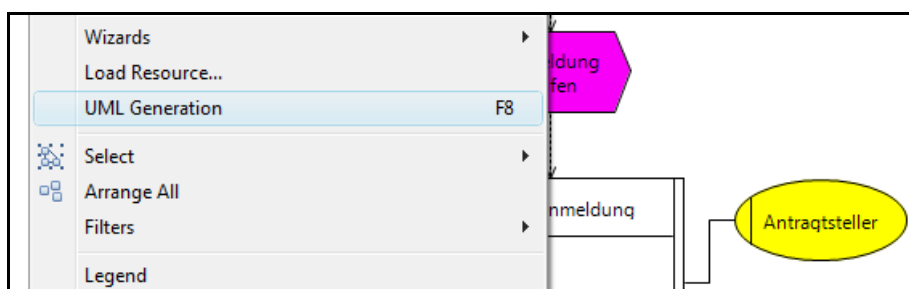 Wizards
Load Resource...
UML Generation F8
Select
Arrange All
Filters
Legend
ldung
fen
nmeldung
Antragtsteller